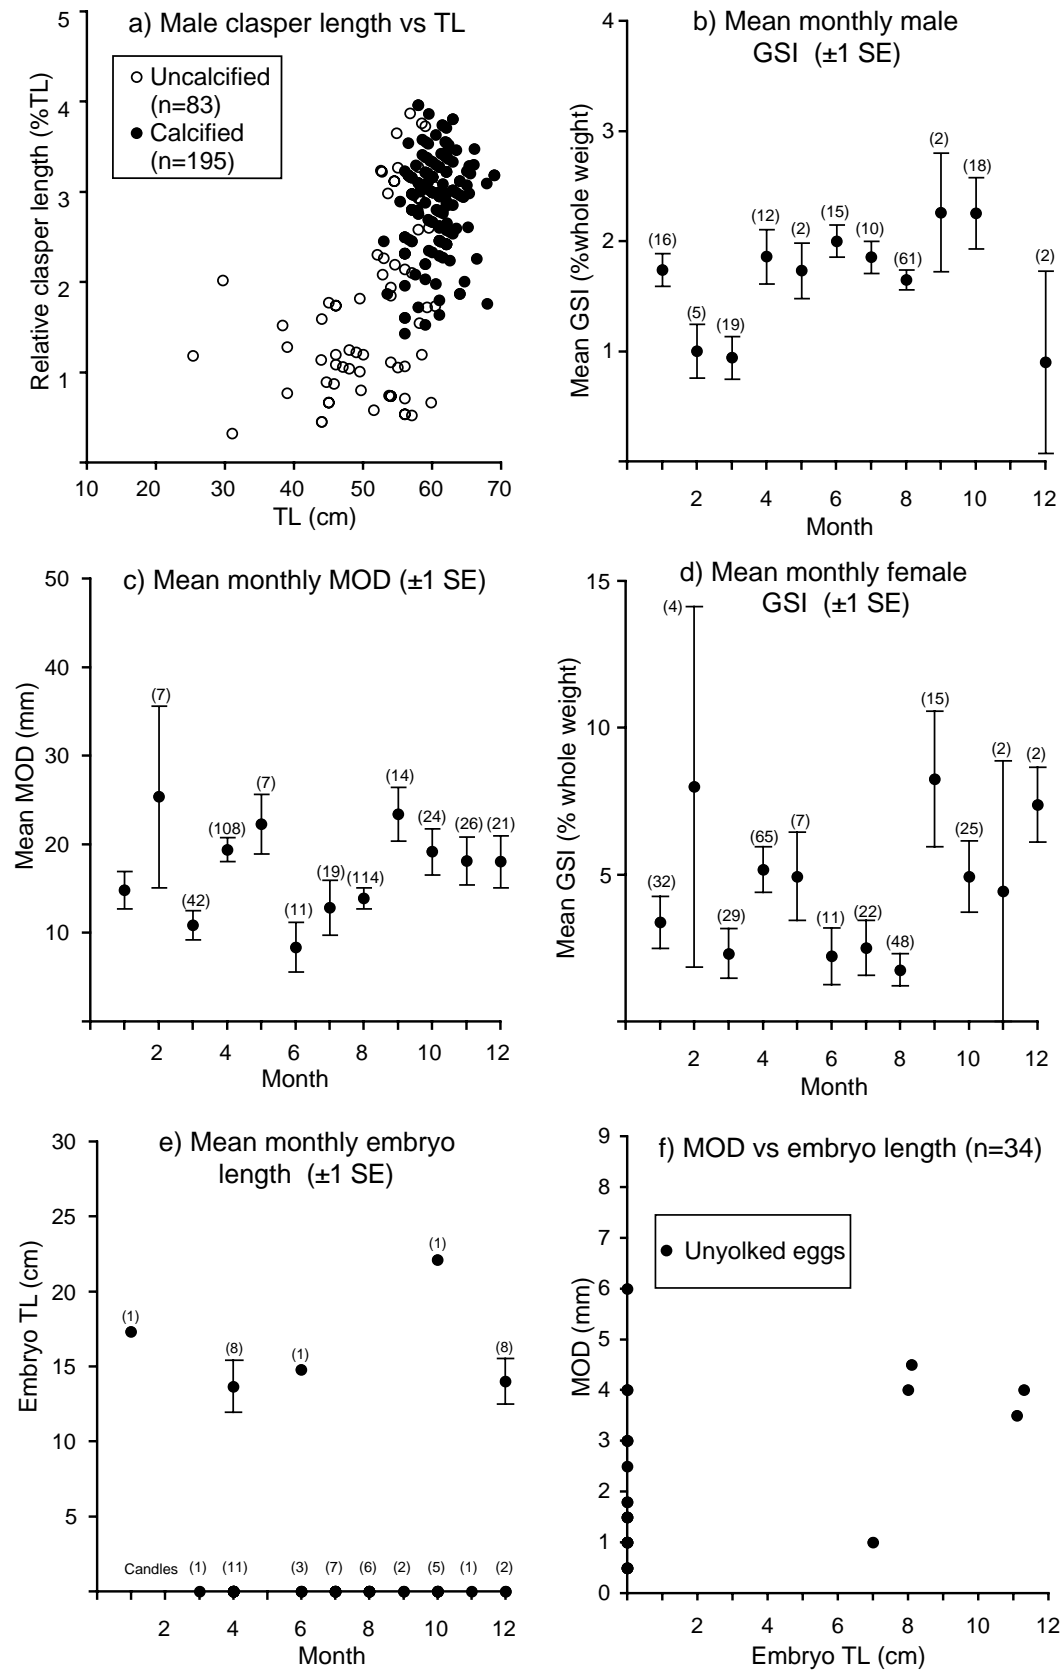 a) Male clasper length vs TL
Uncalcified
(n=83)
Calcified
(n=195)
Relative clasper length (%TL)
5
4
3
2
1
10 20 30 40 50 60 70
TL (cm)
b) Mean monthly male
GSI (±1 SE)
Mean GSI (%whole weight)
4
3
2
1
(16)
(5)
(19)
(12)
(2)
(15)
(10)
(61)
(2)
(18)
(2)
2 4 6 8 10 12
Month
c) Mean monthly MOD (±1 SE)
Mean MOD (mm)
50
40
30
20
10
(7)
(42)
(108)
(7)
(11)
(19)
(114)
(14)
(24)
(26)
(21)
2 4 6 8 10 12
Month
d) Mean monthly female
GSI (±1 SE)
Mean GSI (% whole weight)
15
10
5
(32)
(4)
(29)
(65)
(7)
(11)
(22)
(48)
(15)
(25)
(2)
(2)
2 4 6 8 10 12
Month
e) Mean monthly embryo
length (±1 SE)
Embryo TL (cm)
30
25
20
15
10
5
(1)
(8)
(1)
(1)
(8)
Candles (1) (11) (3) (7) (6) (2) (5) (1) (2)
2 4 6 8 10 12
Month
f) MOD vs embryo length (n=34)
Unyolked eggs
MOD (mm)
9
8
7
6
5
4
3
2
1
0
2 4 6 8 10 12
Embryo TL (cm)